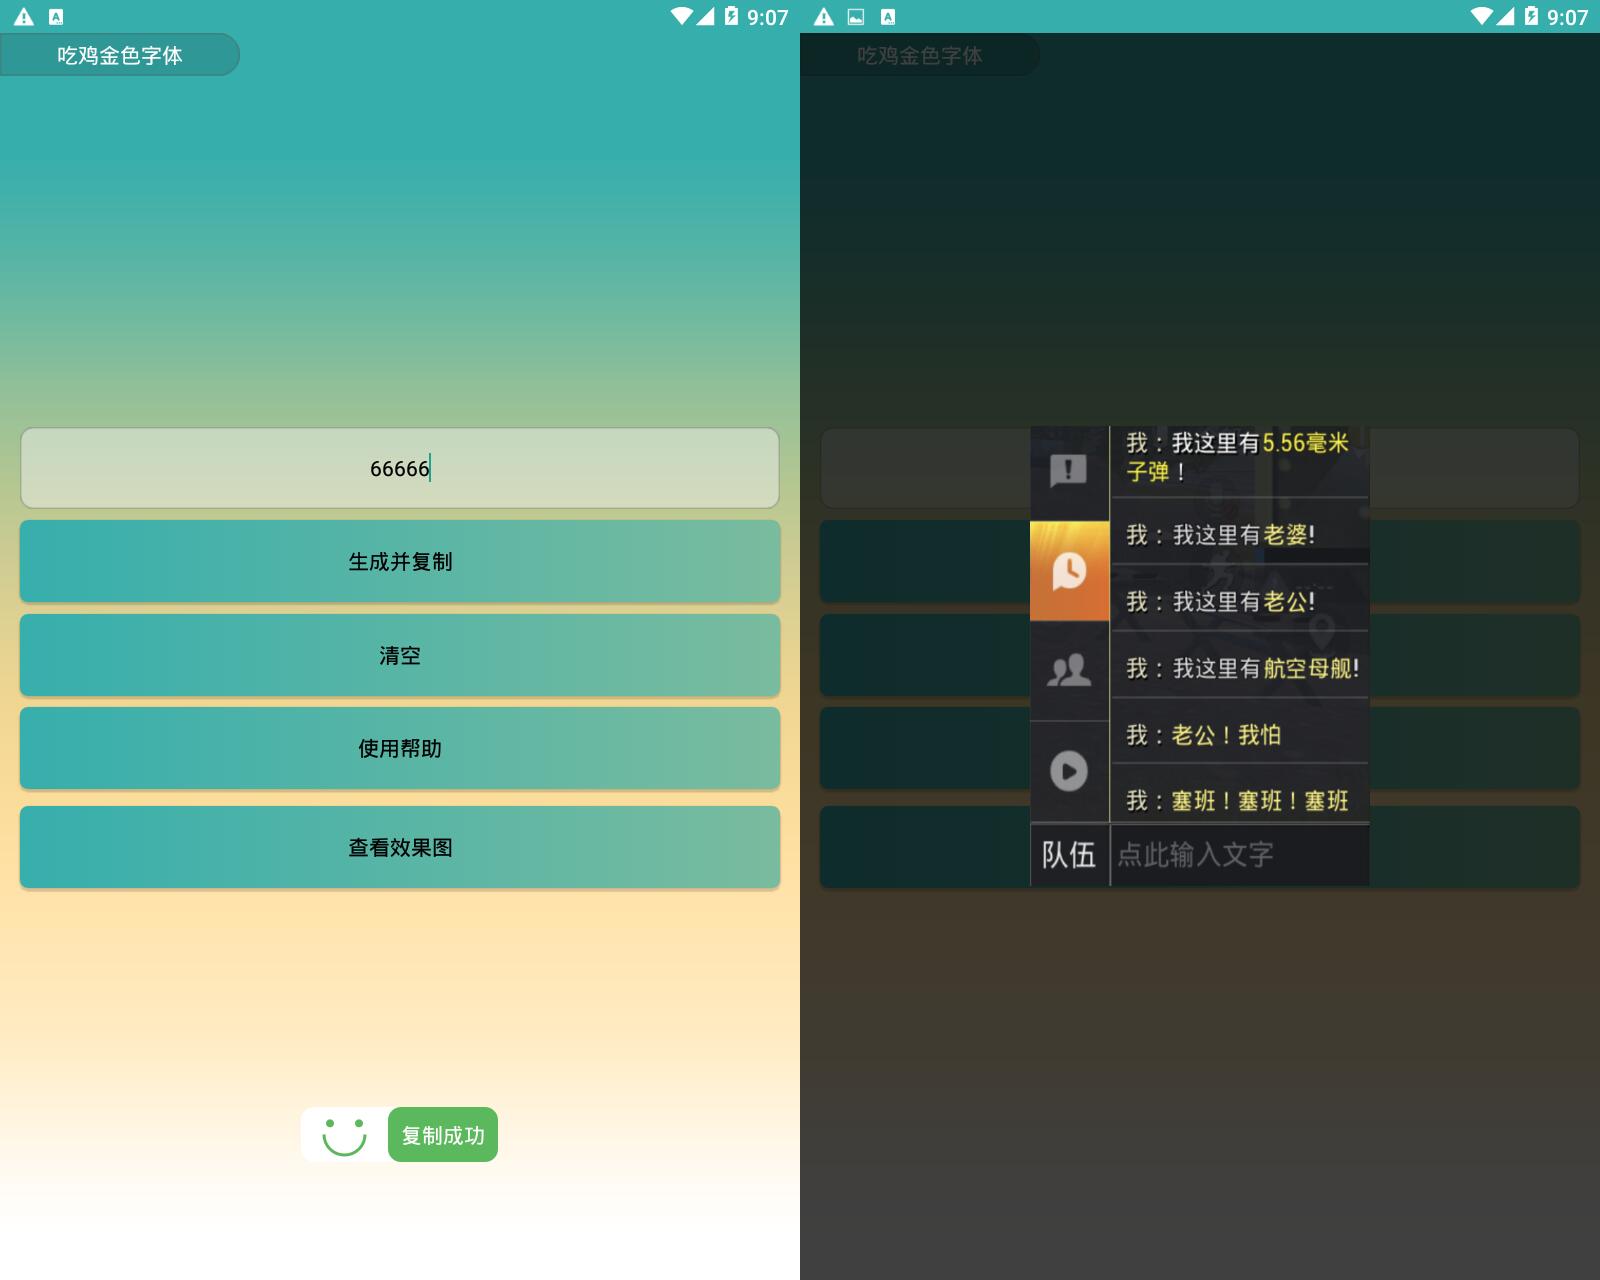 9:07
吃鸡金色字体
66666
生成并复制
清空
使用帮助
查看效果图
复制成功
9:07
吃鸡金色字体
我：我这里有5.56毫米
子弹！
我：我这里有老婆!
我：我这里有老公!
我：我这里有航空母舰!
我：老公！我怕
我：塞班！塞班！塞班
队伍
点此输入文字